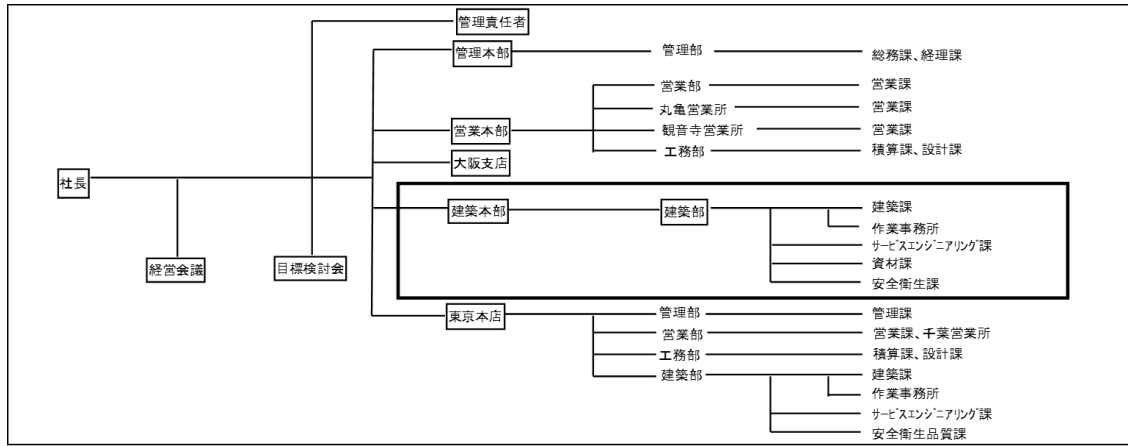 管理責任者
管理本部 管理部 総務課、経理課
営業部 営業課
丸亀営業所 営業課
営業本部 観音寺営業所 営業課
工務部 積算課、設計課
大阪支店
社長
建築本部 建築部 建築課
作業事務所
ｻｰﾋﾞｽｴﾝｼﾞﾆｱﾘﾝｸﾞ課
経営会議 目標検討会 資材課
安全衛生課
東京本店 管理部 管理課
営業部 営業課、千葉営業所
工務部 積算課、設計課
建築部 建築課
作業事務所
ｻｰﾋﾞｽｴﾝｼﾞﾆｱﾘﾝｸﾞ課
安全衛生品質課